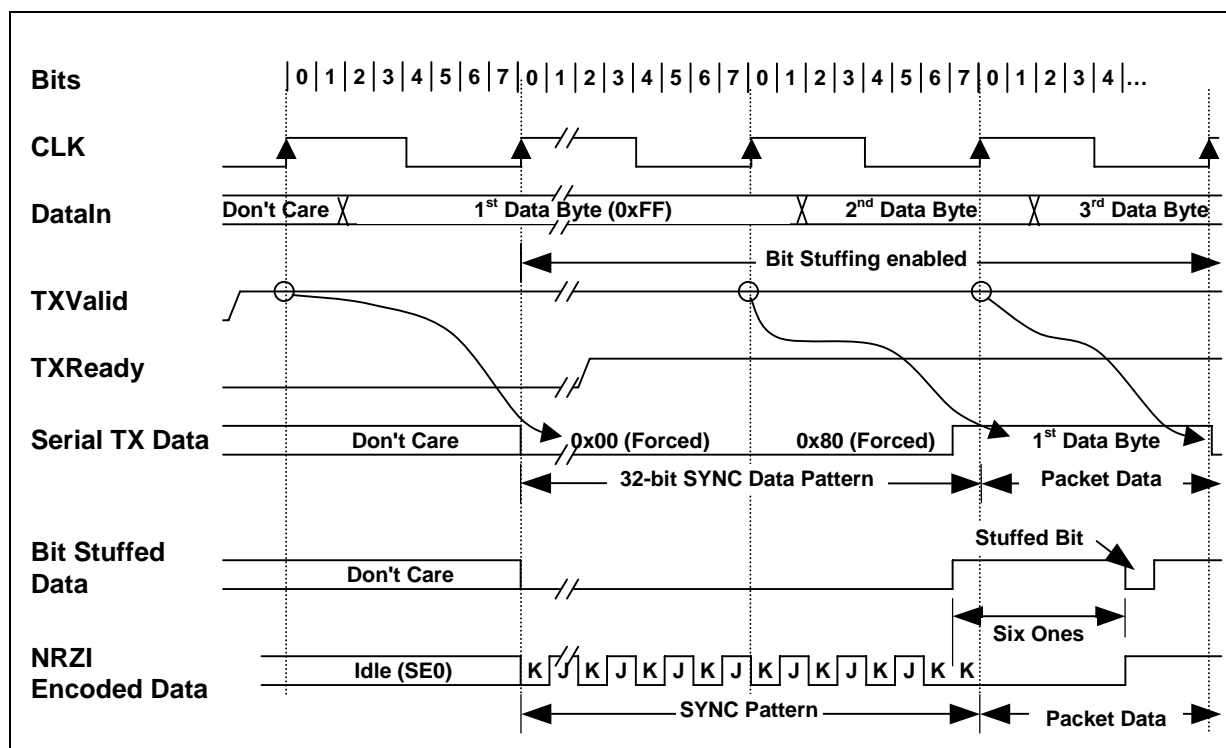 Bits 0 1 2 3 4 5 6 7 0 1 2 3 4 5 6 7 0 1 2 3 4 5 6 7 0 1 2 3 4 ...
CLK
DataIn Don't Care 1st Data Byte (0xFF) 2nd Data Byte 3rd Data Byte
Bit Stuffing enabled
TXValid
TXReady
Serial TX Data Don't Care 0x00 (Forced) 0x80 (Forced) 1st Data Byte
32-bit SYNC Data Pattern Packet Data
Stuffed Bit
Bit Stuffed
Data Don't Care
Six Ones
NRZI
Encoded Data Idle (SE0) K J K J K J K J K J K J K J K K
SYNC Pattern Packet Data